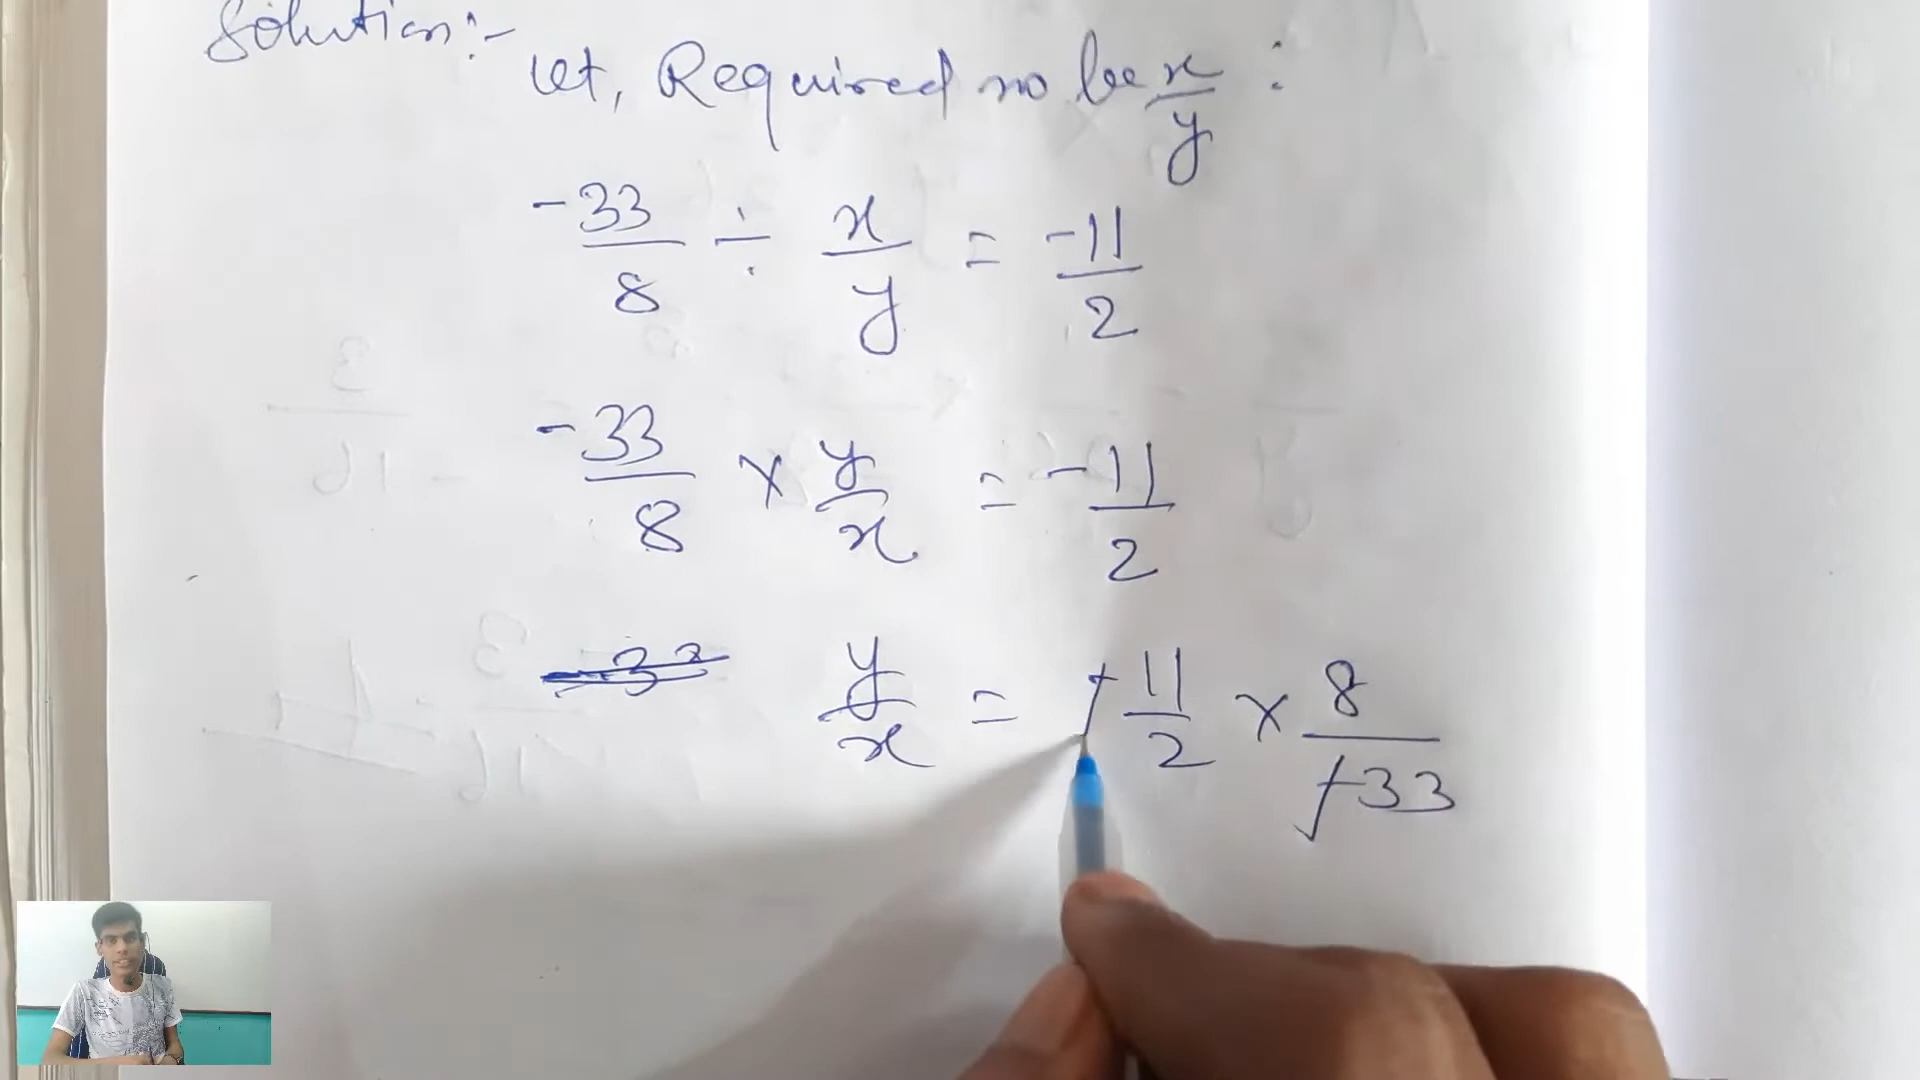 Solution:-
let, Required no be x/y :
-33/8 ÷ x/y = -11/2
-33/8 × y/x = -11/2
y/x = -11/2 × 8/-33